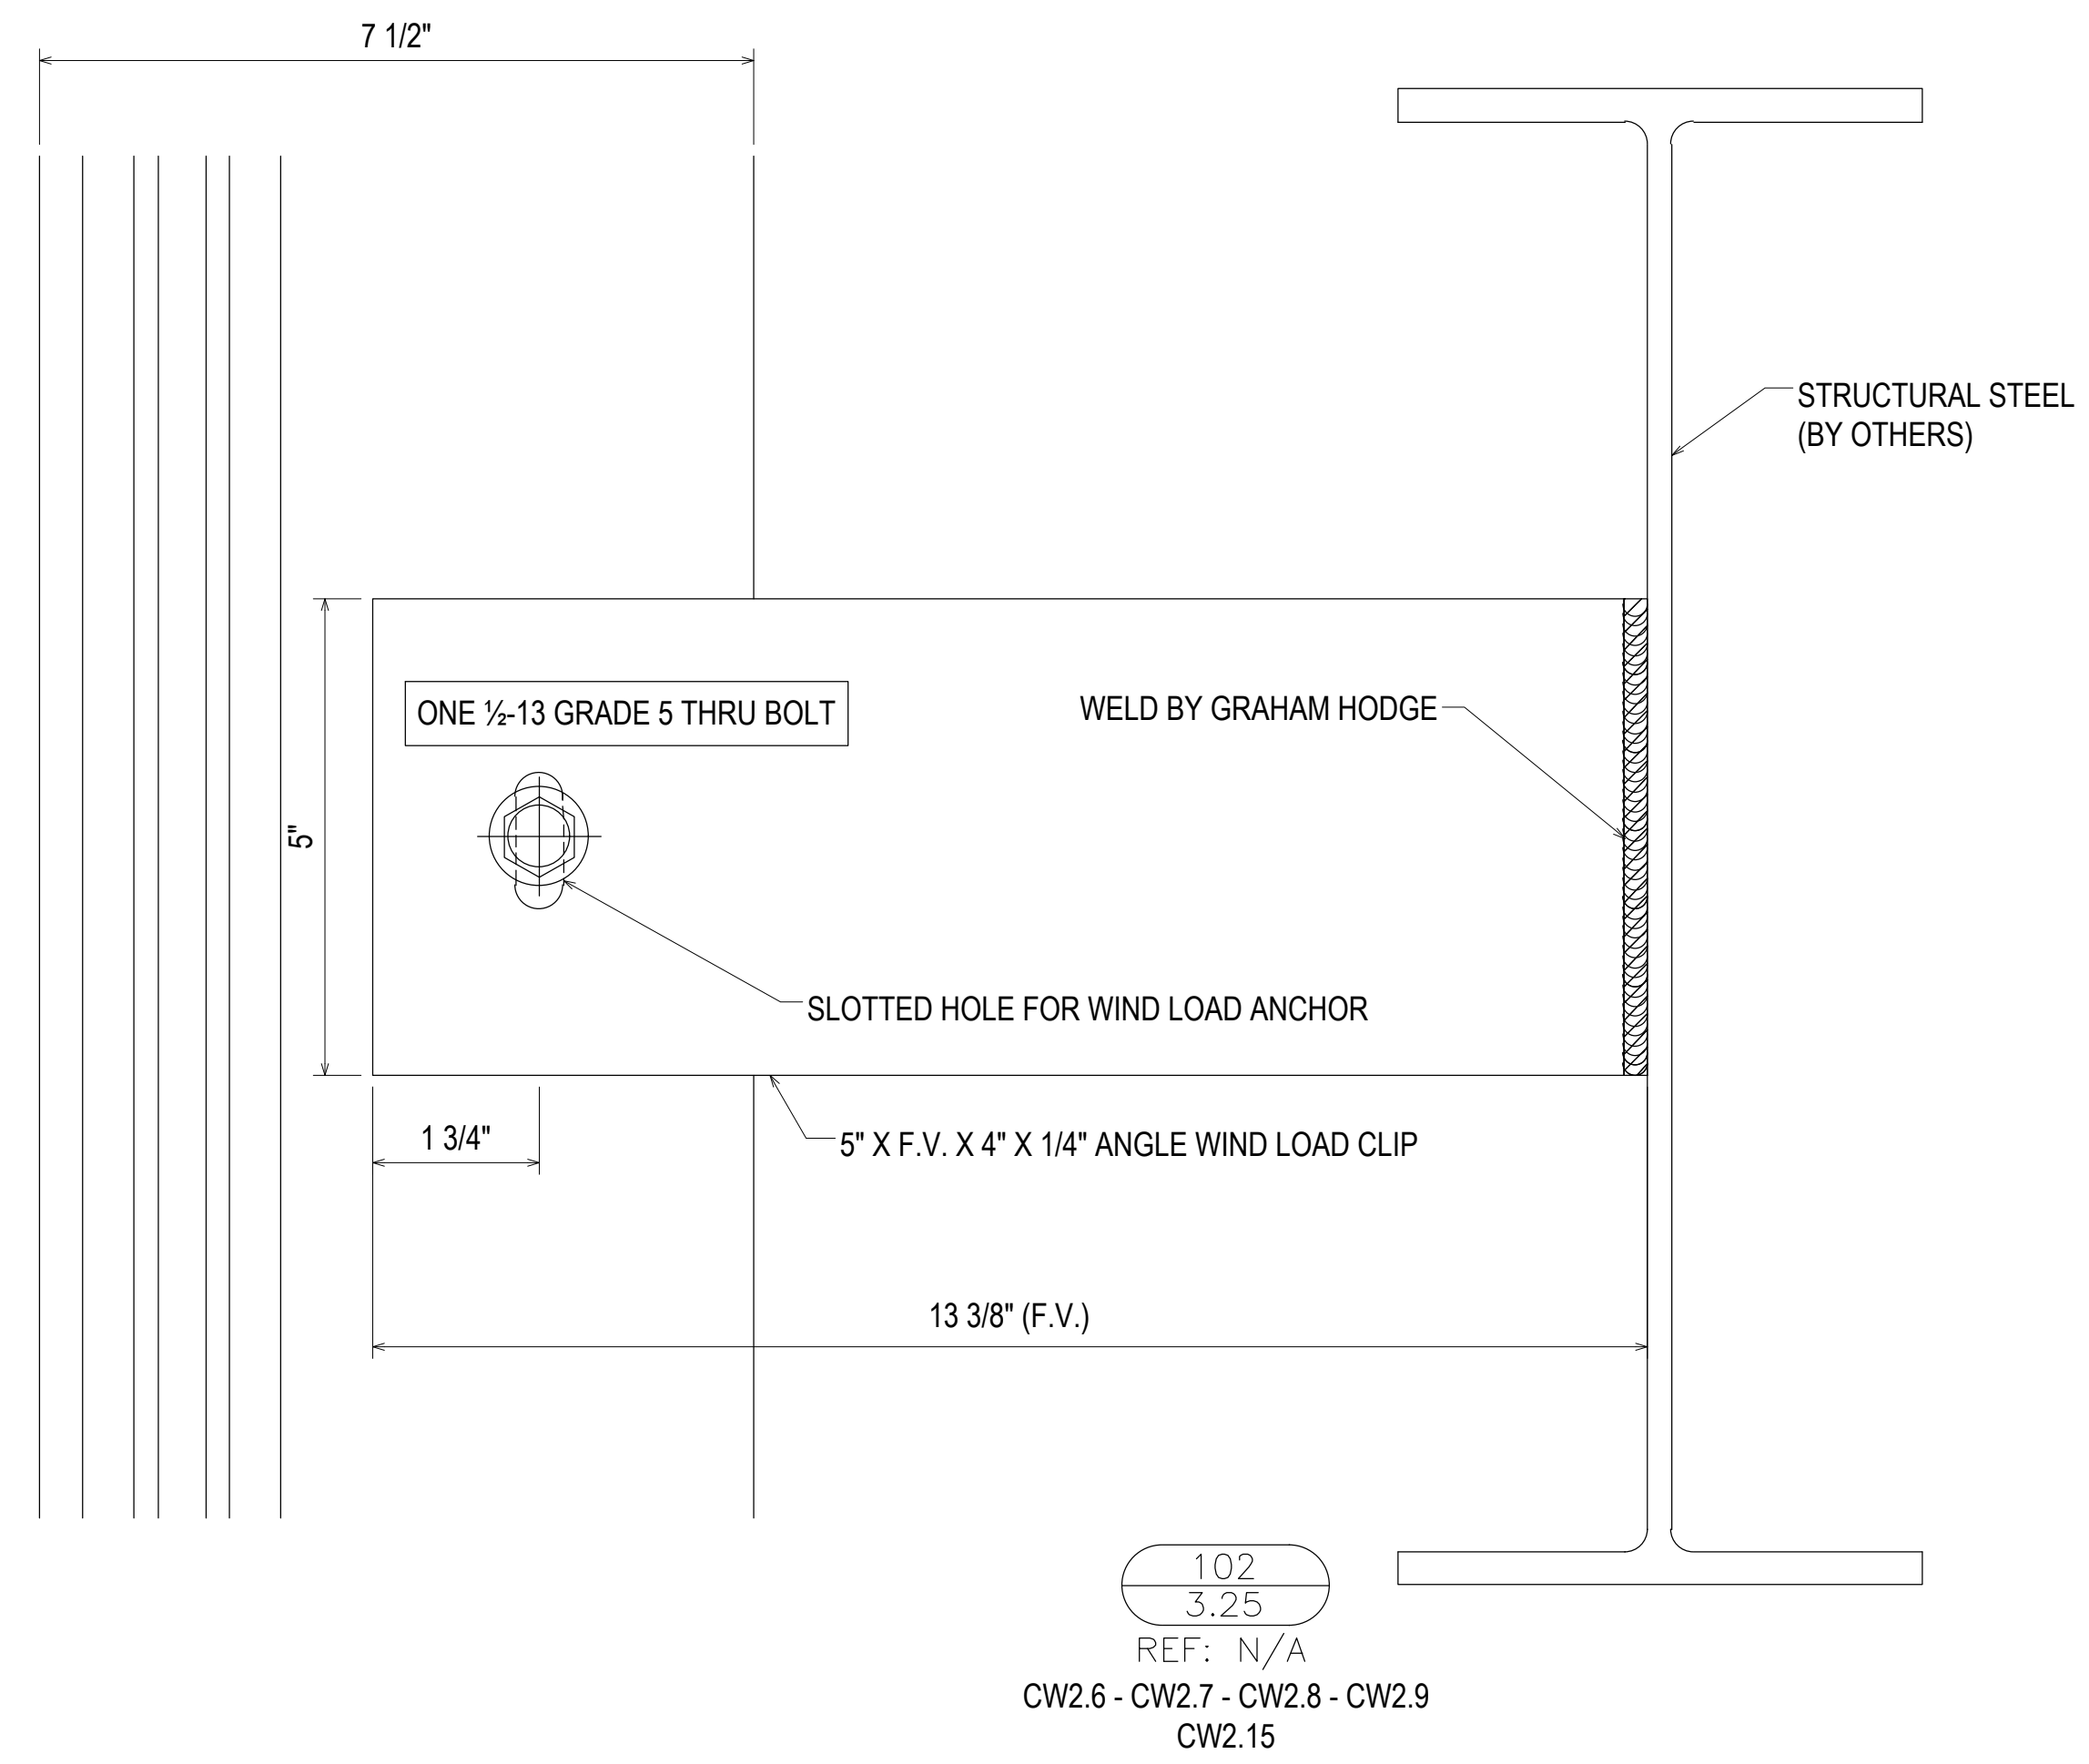 7 1/2"
STRUCTURAL STEEL
(BY OTHERS)
ONE ½-13 GRADE 5 THRU BOLT
WELD BY GRAHAM HODGE
5"
SLOTTED HOLE FOR WIND LOAD ANCHOR
1 3/4"
5" X F.V. X 4" X 1/4" ANGLE WIND LOAD CLIP
13 3/8" (F.V.)
102
3.25
REF: N/A
CW2.6 - CW2.7 - CW2.8 - CW2.9
CW2.15